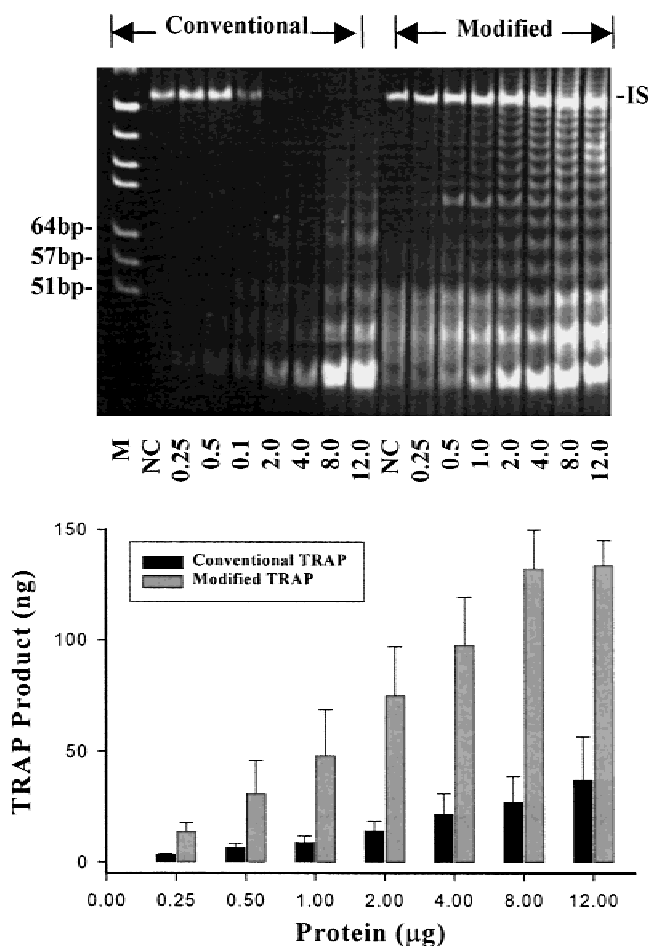 Conventional Modified
-IS
64bp-
57bp-
51bp-
M NC 0.25 0.5 0.1 2.0 4.0 8.0 12.0 NC 0.25 0.5 1.0 2.0 4.0 8.0 12.0
150
100
50
0
TRAP Product (ng)
Conventional TRAP
Modified TRAP
0.00 0.25 0.50 1.00 2.00 4.00 8.00 12.00
Protein (µg)